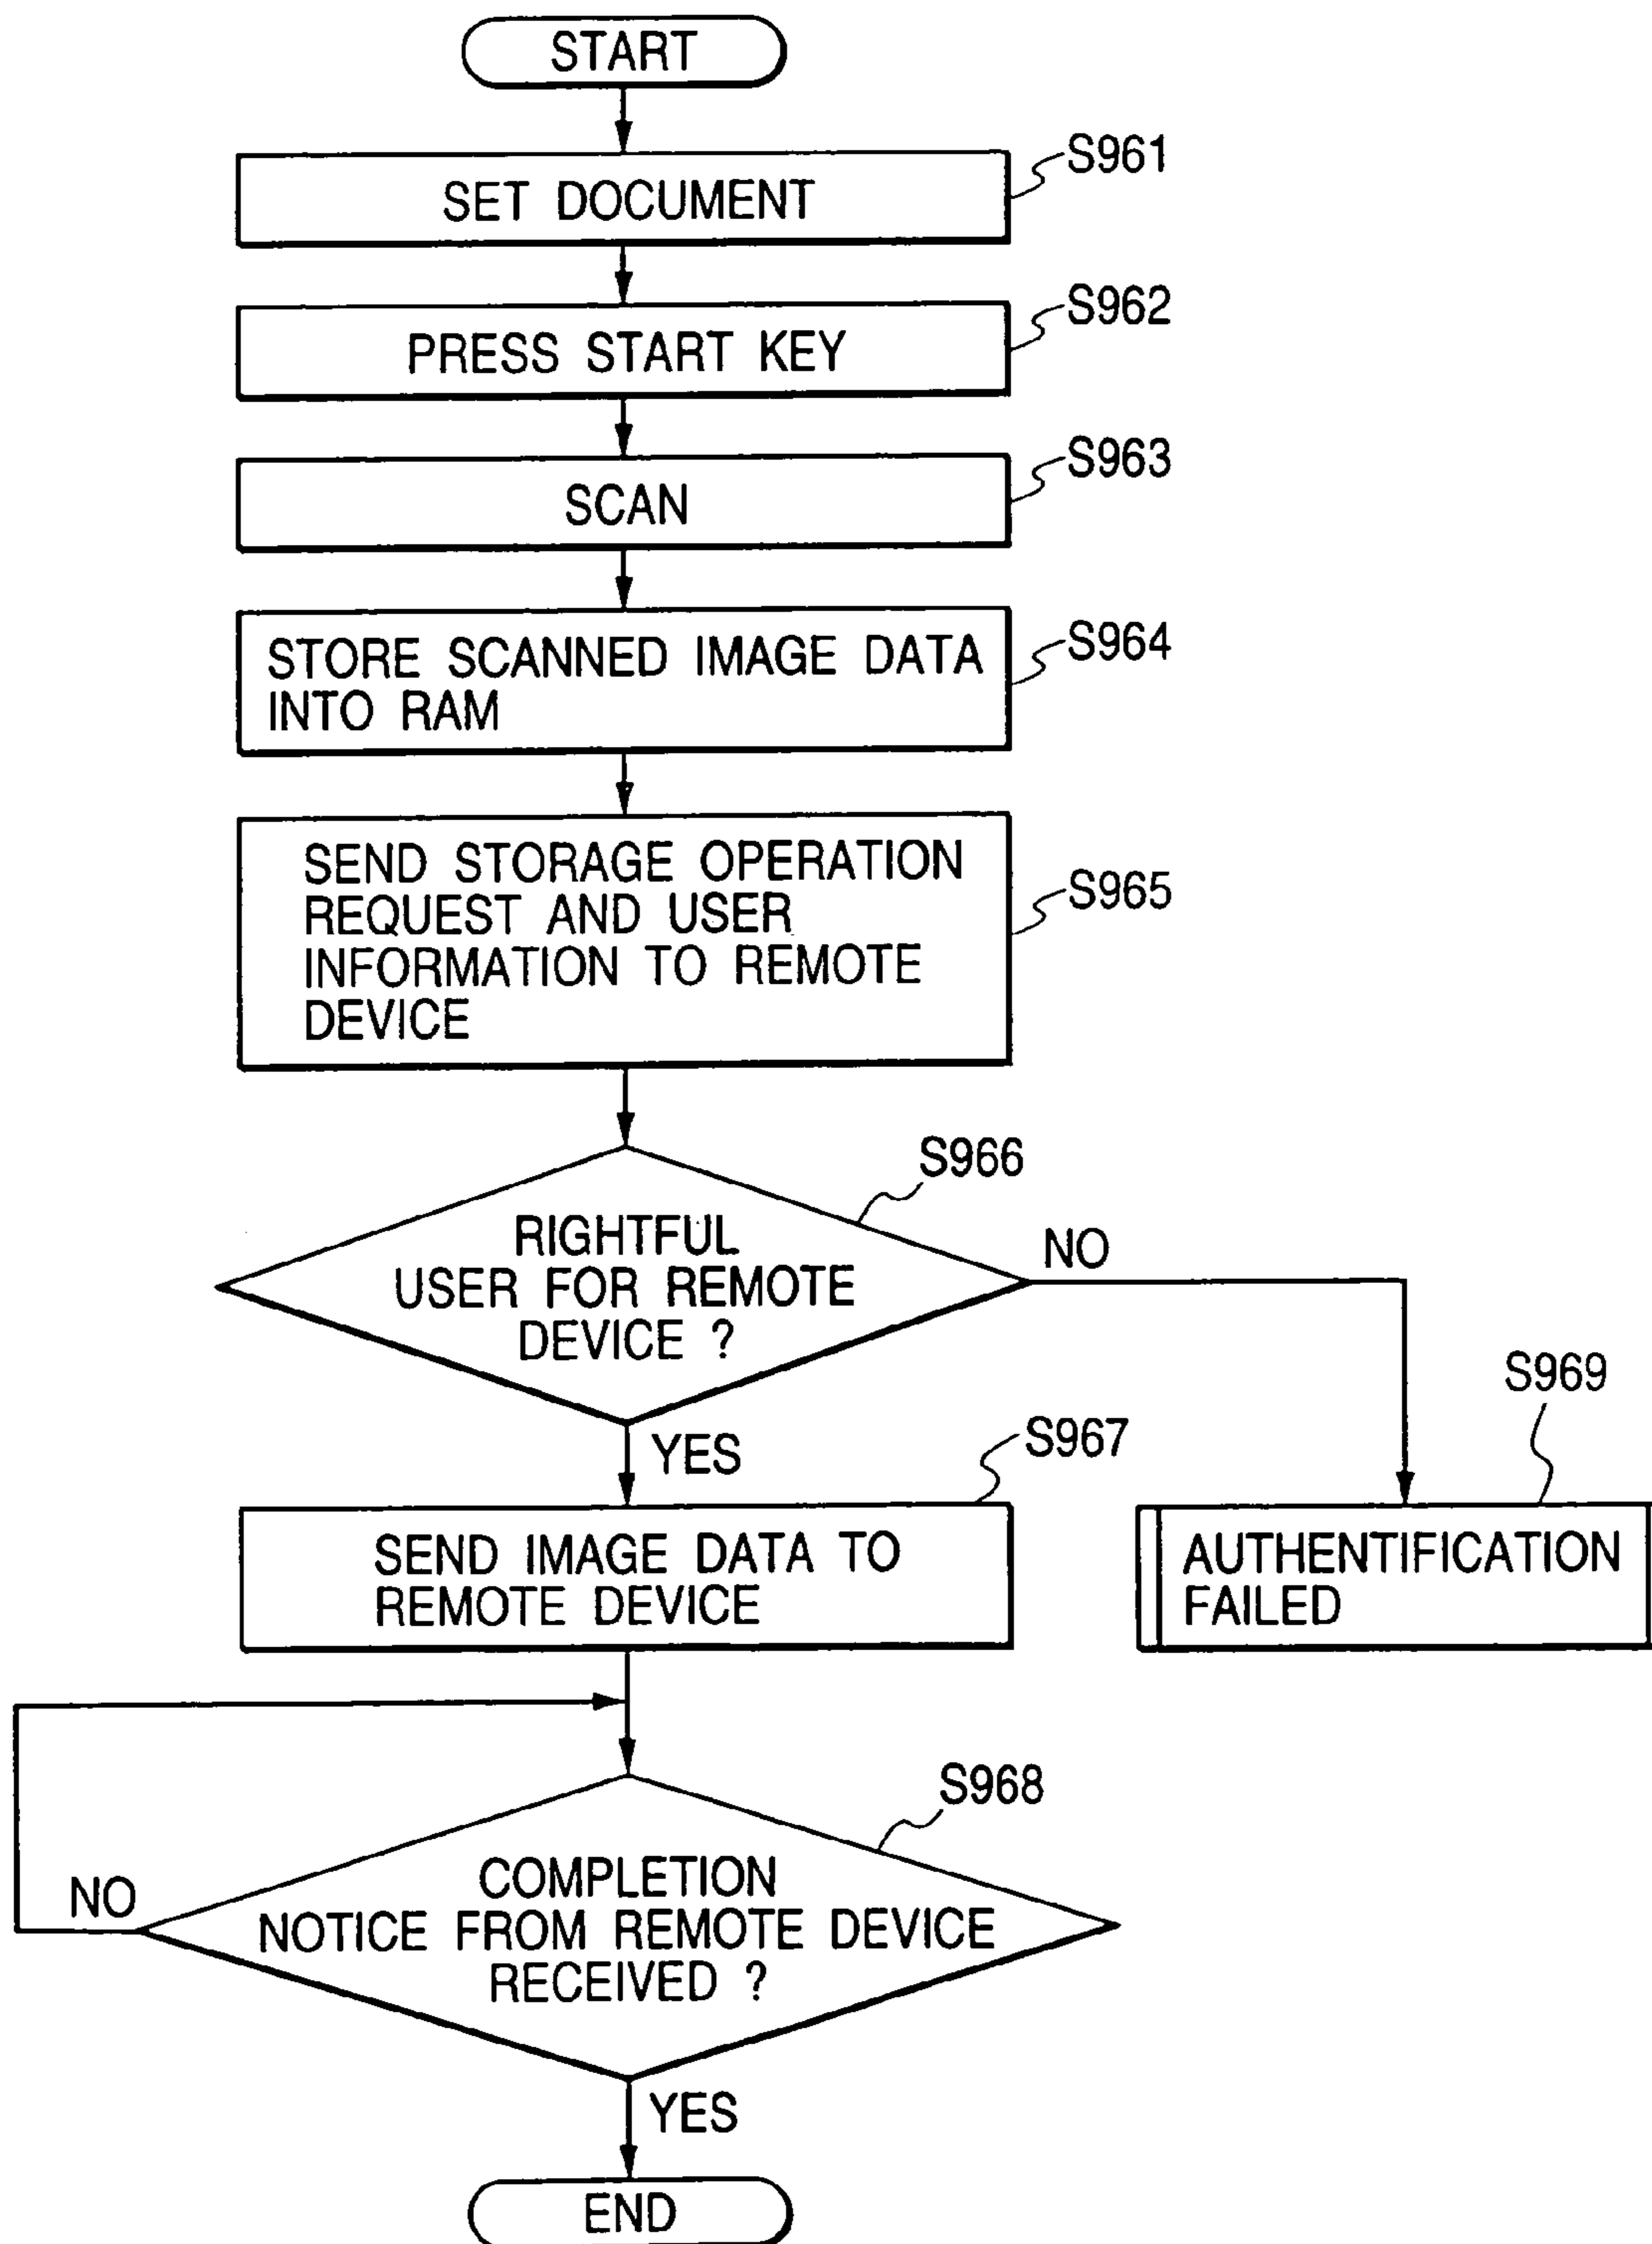 START
S961
SET DOCUMENT
S962
PRESS START KEY
S963
SCAN
S964
STORE SCANNED IMAGE DATA
INTO RAM
S965
SEND STORAGE OPERATION
REQUEST AND USER
INFORMATION TO REMOTE
DEVICE
S966
RIGHTFUL
USER FOR REMOTE
DEVICE ?
NO
YES
S967
SEND IMAGE DATA TO
REMOTE DEVICE
S969
AUTHENTIFICATION
FAILED
S968
COMPLETION
NOTICE FROM REMOTE DEVICE
RECEIVED ?
NO
YES
END